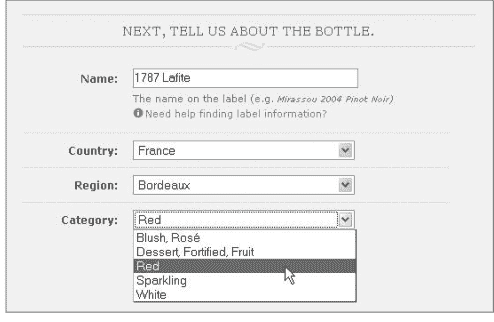 NEXT, TELL US ABOUT THE BOTTLE.
Name: 1787 Lafite
The name on the label (e.g. Mirassou 2004 Pinot Noir)
Need help finding label information?
Country: France
Region: Bordeaux
Category: Red
Blush, Rosé
Dessert, Fortified, Fruit
Red
Sparkling
White